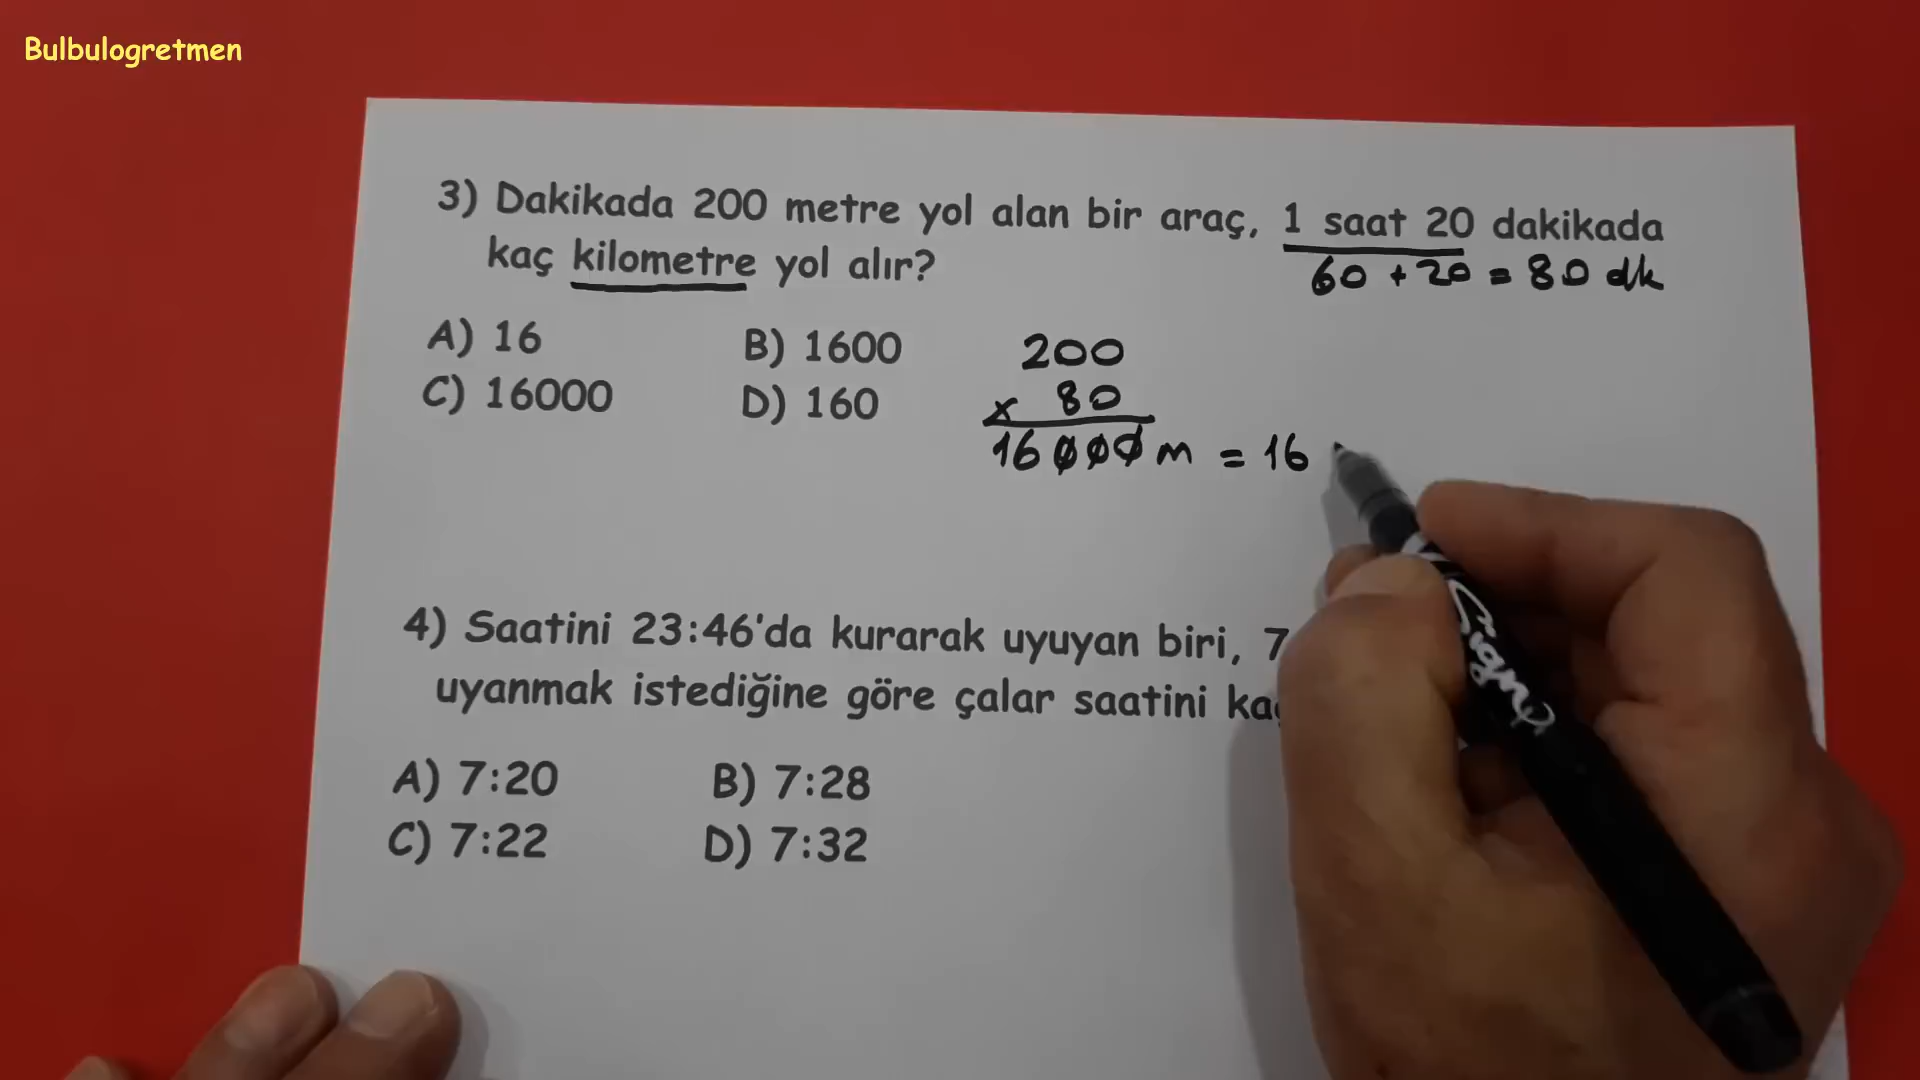 Bulbulogretmen
3) Dakikada 200 metre yol alan bir araç, 1 saat 20 dakikada
60 + 20 = 80 dk
kaç kilometre yol alır?
A) 16 B) 1600
C) 16000 D) 160
200
x 80
16000 m = 16
4) Saatini 23:46'da kurarak uyuyan biri, 7
uyanmak istediğine göre çalar saatini
A) 7:20 B) 7:28
C) 7:22 D) 7:32